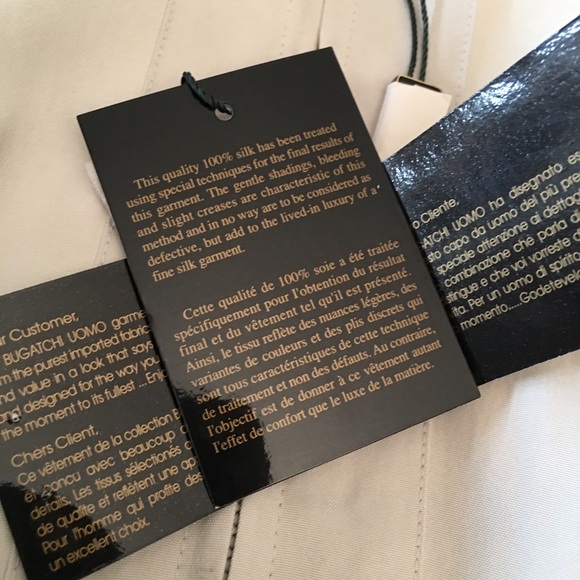 This quality 100% silk has been treated
using special techniques for the final results of
this garment. The gentle shadings, bleeding
and slight creases are characteristic of this
method and in no way are to be considered as
defective, but add to the lived-in luxury of a
fine silk garment.
Cette qualité de 100% soie a été traitée
spécifiquement pour l'obtention du résultat
final et du vêtement tel qu'il est présenté.
Ainsi, le tissu reflète des nuances légères, des
variantes de couleurs et des plis discrets qui
sont tous caractéristiques de cette technique
de traitement et non des défauts. Au contraire,
l'objectif est de donner à ce vêtement autant
l'effet de confort que le luxe de la matière.
Customer,
BUGATCHI UOMO garme
the purest imported fabric
value in a look that
designed for the way you
the moment to its fullest
Chers Client,
Ce vêtement de la collection B
et conçu avec beaucoup
details. Les tissus sélectionés
de qualité et reflètent une
Pour l'homme qui profite des
un excellent choix.
Cliente,
UOMO ha disegnato
capo da uomo del più
speciale attenzione ai
combinazione che parla
e che voi vorreste
Per un uomo di spirito
momento....